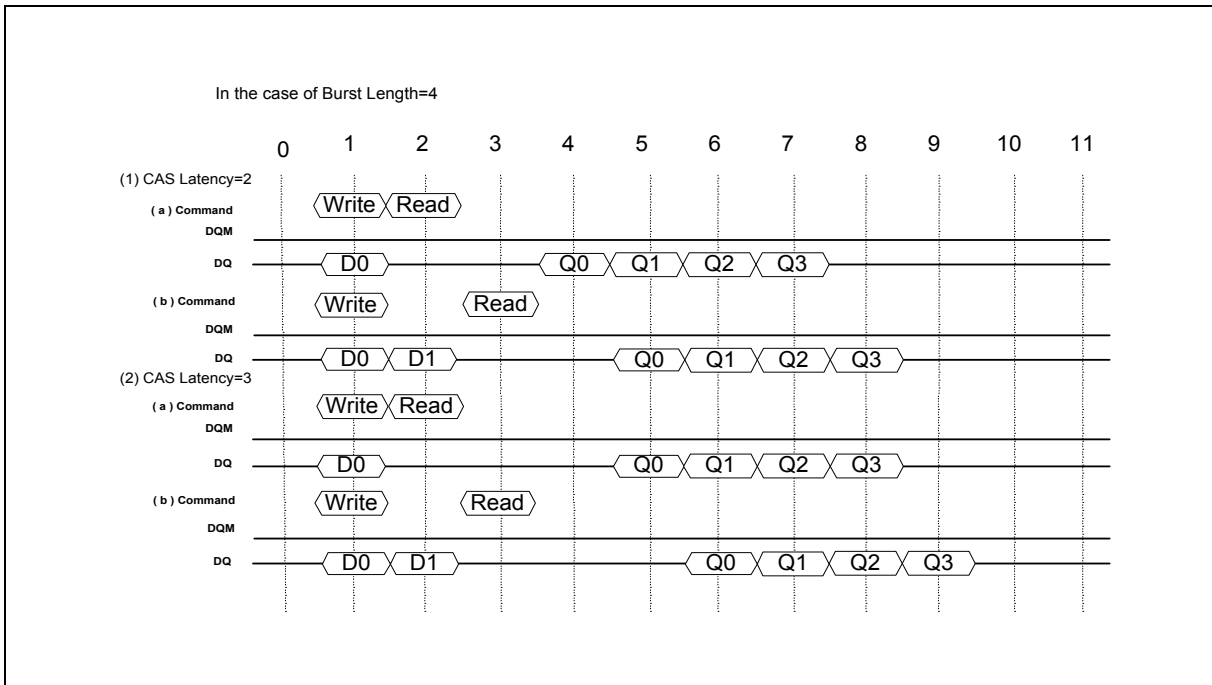 In the case of Burst Length=4
0 1 2 3 4 5 6 7 8 9 10 11
(1) CAS Latency=2
( a ) Command Write Read
DQM
DQ D0 Q0 Q1 Q2 Q3
( b ) Command Write Read
DQM
DQ D0 D1 Q0 Q1 Q2 Q3
(2) CAS Latency=3
( a ) Command Write Read
DQM
DQ D0 Q0 Q1 Q2 Q3
( b ) Command Write Read
DQM
DQ D0 D1 Q0 Q1 Q2 Q3